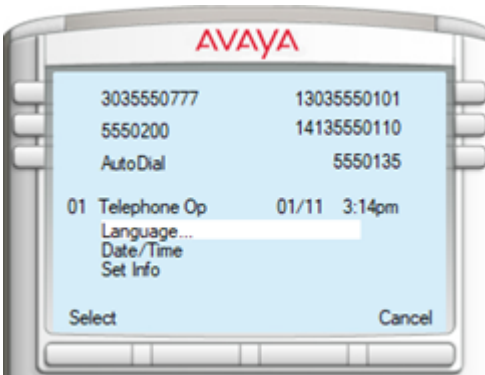 AVAYA
3035550777 13035550101
5550200 14135550110
AutoDial 5550135
01 Telephone Op 01/11 3:14pm
Language...
Date/Time
Set Info
Select Cancel